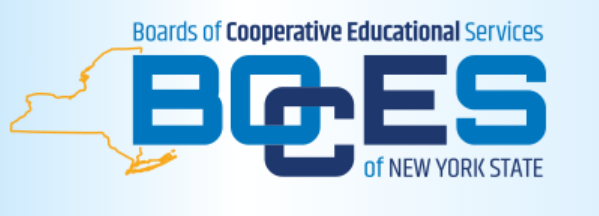 Boards of Cooperative Educational Services
BOCES
of NEW YORK STATE